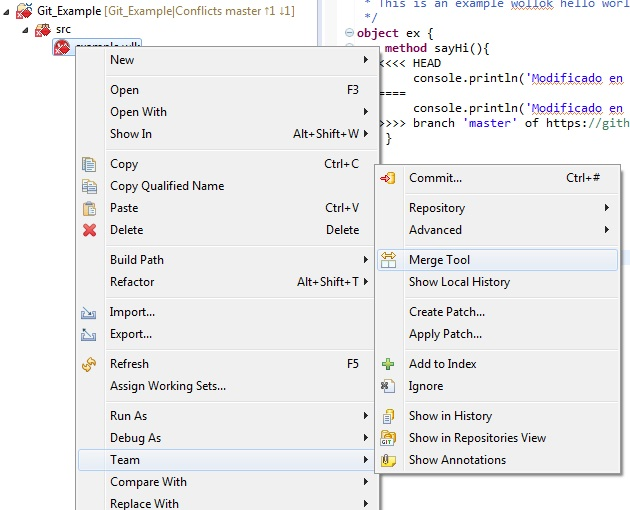 Git_Example [Git_Example|Conflicts master ↑1 ↓1]
src
* This is an example wollok hello worl
*/
object ex {
method sayHi(){
<<<< HEAD
console.println('Modificado en
====
console.println('Modificado en
>>>> branch 'master' of https://gith
}
New
Open F3
Open With
Show In Alt+Shift+W
Copy Ctrl+C
Copy Qualified Name
Paste Ctrl+V
Delete Delete
Build Path
Refactor Alt+Shift+T
Import...
Export...
Refresh F5
Assign Working Sets...
Run As
Debug As
Team
Compare With
Replace With
Commit... Ctrl+#
Repository
Advanced
Merge Tool
Show Local History
Create Patch...
Apply Patch...
Add to Index
Ignore
Show in History
GIT
Show in Repositories View
Show Annotations